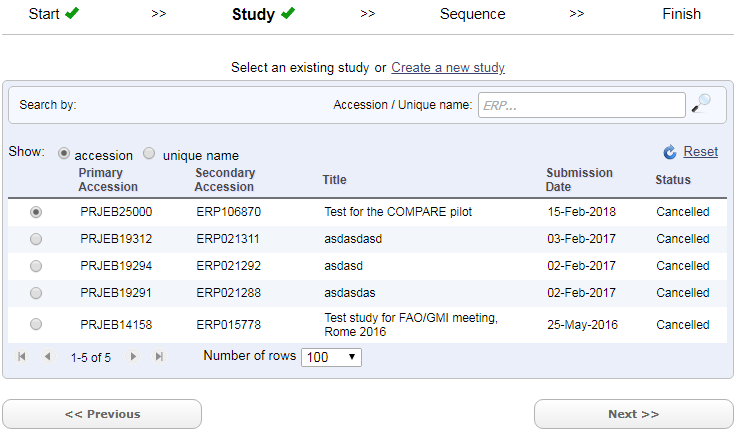 Start >> Study >> Sequence >> Finish
Select an existing study or Create a new study
Search by: Accession / Unique name: ERP...
Show: accession unique name Reset
Primary Accession Secondary Accession Title Submission Date Status
PRJEB25000 ERP106870 Test for the COMPARE pilot 15-Feb-2018 Cancelled
PRJEB19312 ERP021311 asdasdasd 03-Feb-2017 Cancelled
PRJEB19294 ERP021292 asdasd 02-Feb-2017 Cancelled
PRJEB19291 ERP021288 asdasdas 02-Feb-2017 Cancelled
PRJEB14158 ERP015778 Test study for FAO/GMI meeting, Rome 2016 25-May-2016 Cancelled
1-5 of 5 Number of rows 100
<< Previous Next >>